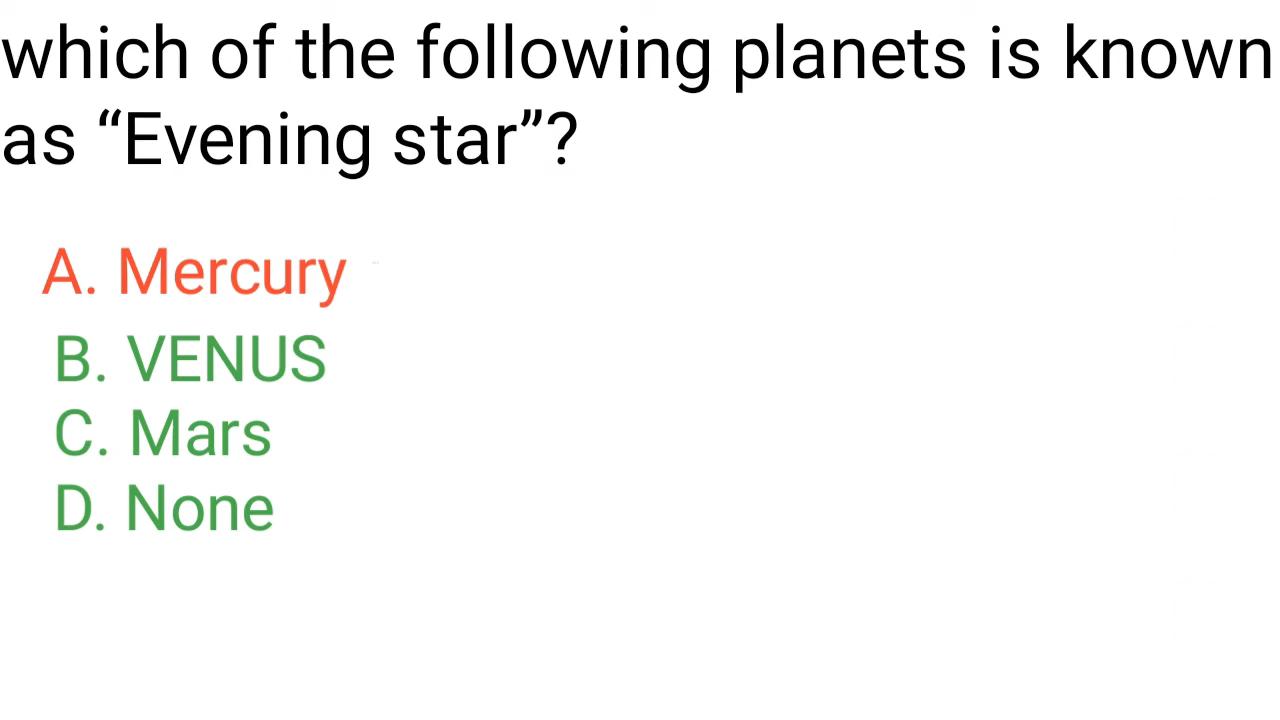 which of the following planets is known
as “Evening star”?
A. Mercury
B. VENUS
C. Mars
D. None